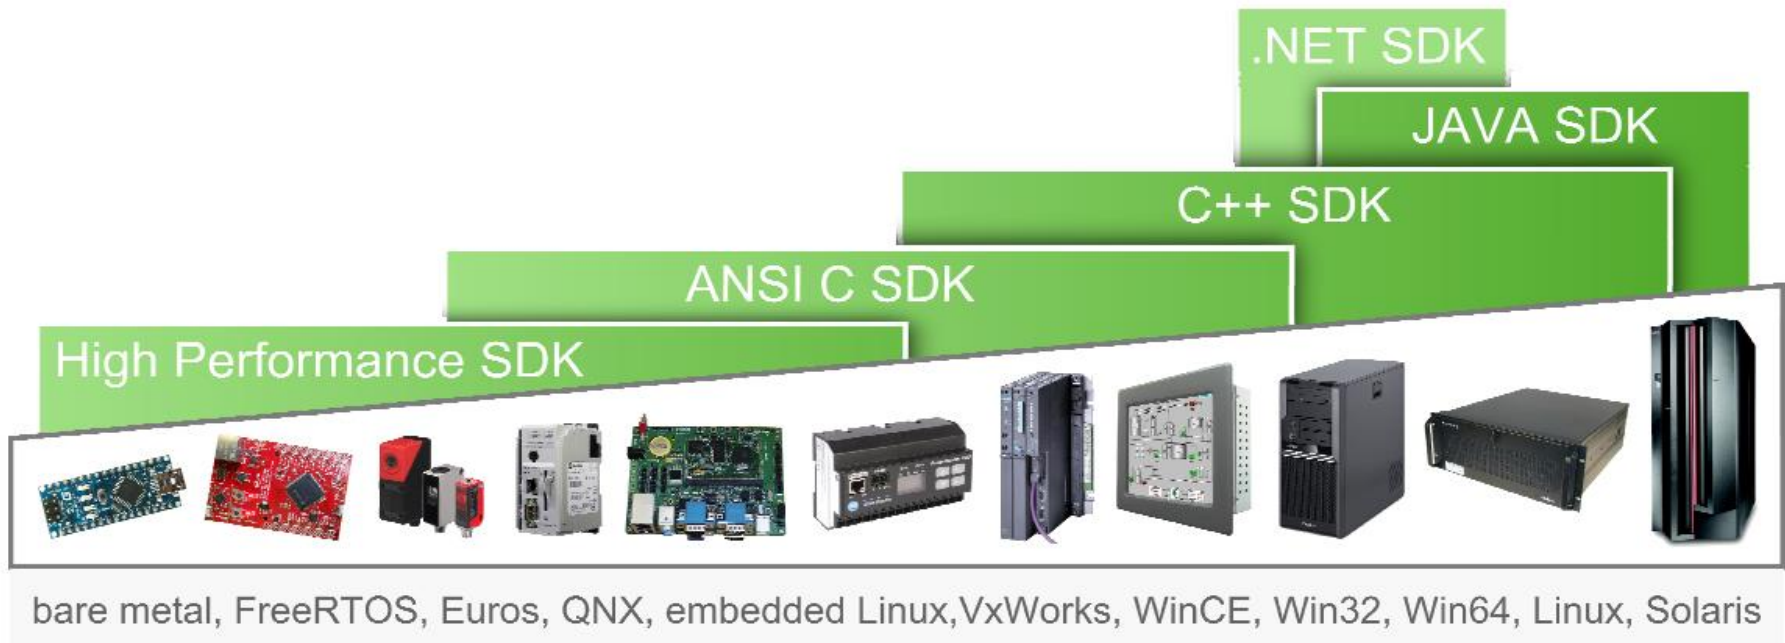 .NET SDK
JAVA SDK
C++ SDK
ANSI C SDK
High Performance SDK
bare metal, FreeRTOS, Euros, QNX, embedded Linux,VxWorks, WinCE, Win32, Win64, Linux, Solaris